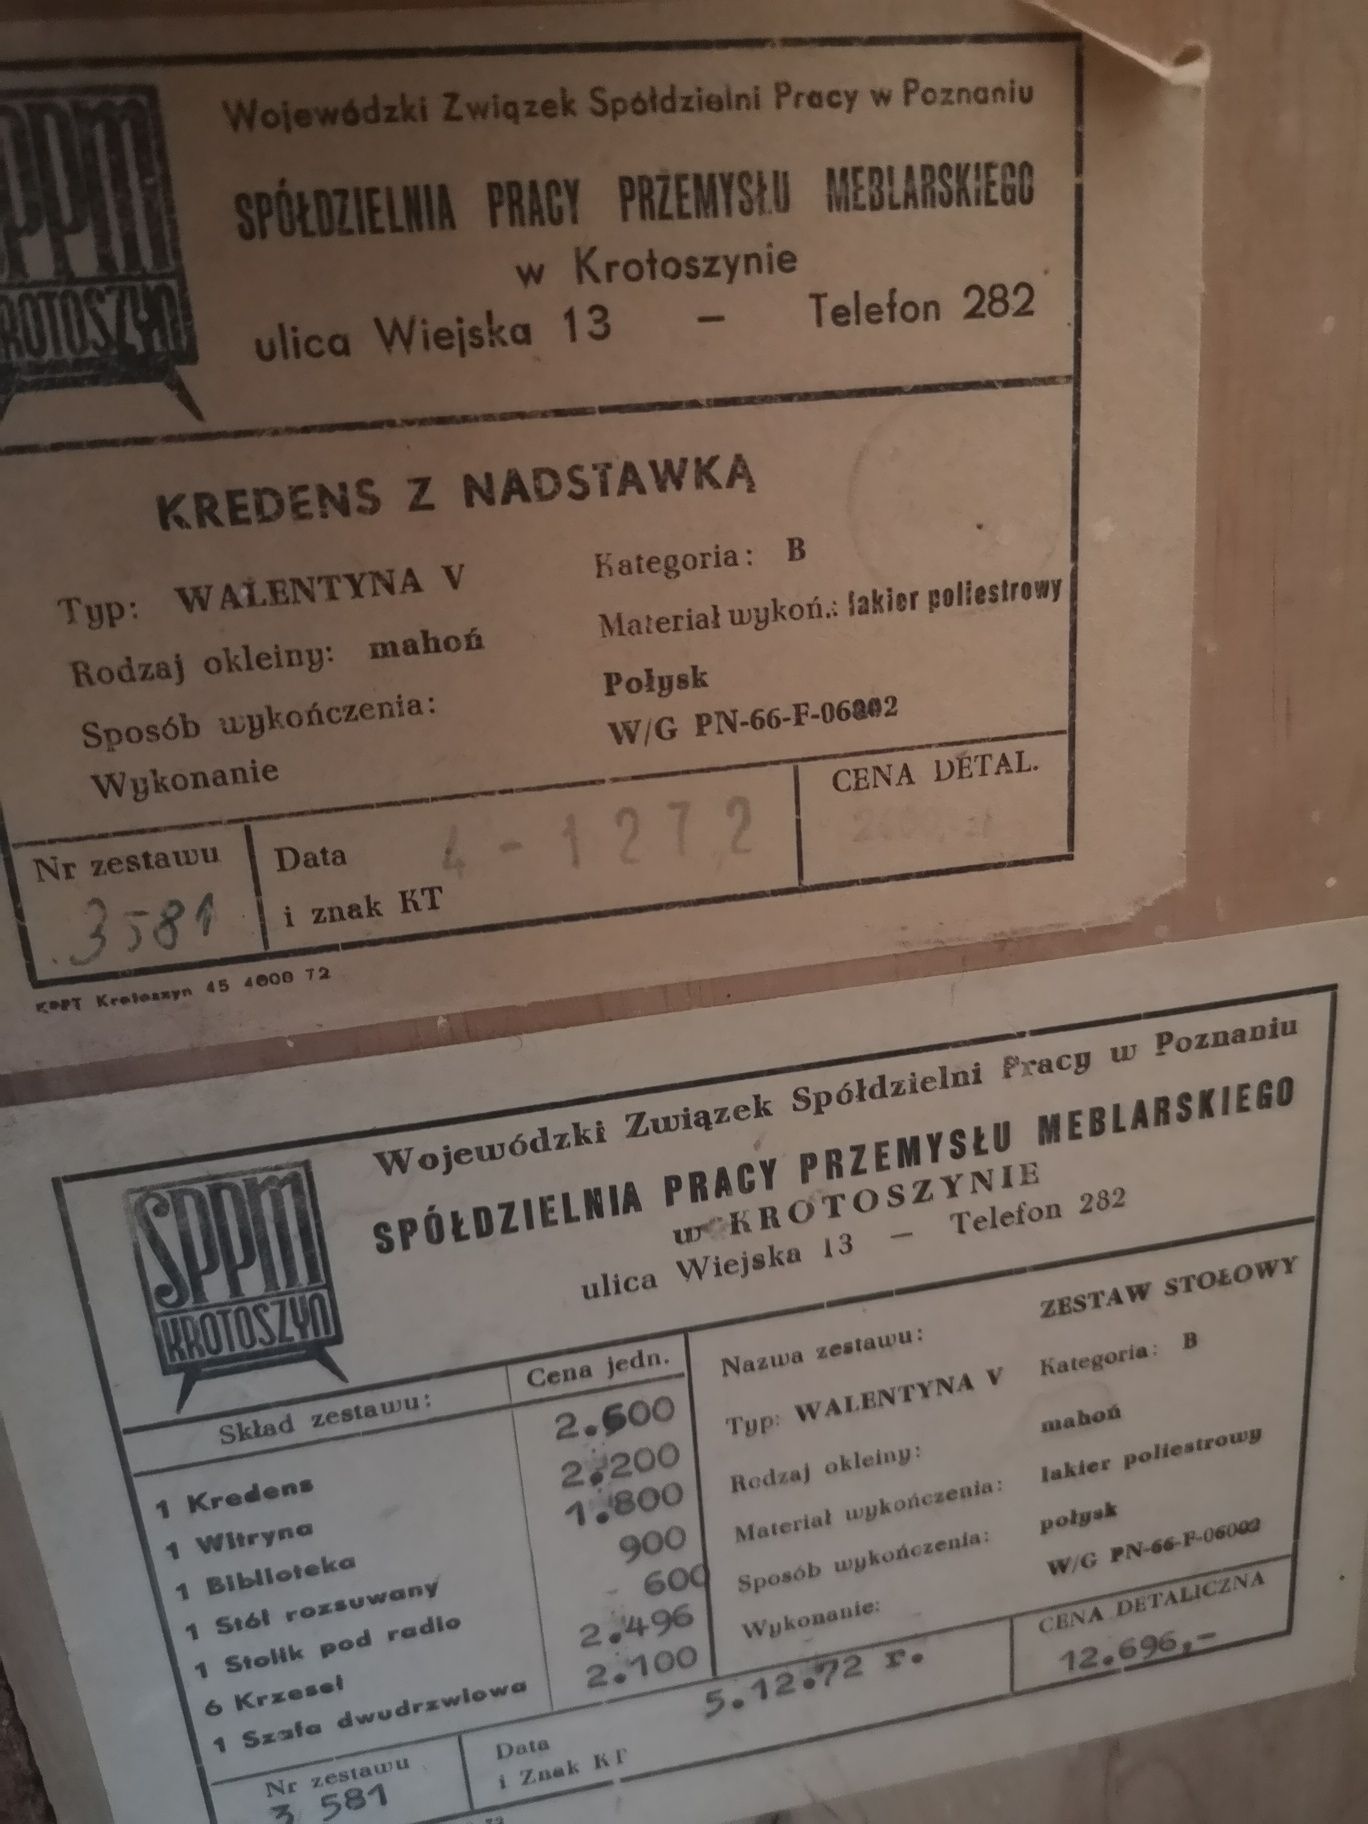 SPPM
KROTOSZYN
Wojewódzki Związek Spółdzielni Pracy w Poznaniu
SPÓŁDZIELNIA PRACY PRZEMYSŁU MEBLARSKIEGO
w Krotoszynie
ulica Wiejska 13 — Telefon 282
KREDENS Z NADSTAWKĄ
Typ: WALENTYNA V Kategoria: B
Rodzaj okleiny: mahoń Materiał wykoń.: lakier poliestrowy
Sposób wykończenia: Połysk
Wykonanie W/G PN-66-F-06002
Nr zestawu 3581
Data i znak KT 4-12 72
CENA DETAL.
Krotoszyn 45 4000 72
SPPM
KROTOSZYN
Wojewódzki Związek Spółdzielni Pracy w Poznaniu
SPÓŁDZIELNIA PRACY PRZEMYSŁU MEBLARSKIEGO
w KROTOSZYNIE
ulica Wiejska 13 — Telefon 282
Skład zestawu: Cena jedn.
1 Kredens 2.600
1 Witryna 2.200
1 Biblioteka 1.800
1 Stół rozsuwany 900
1 Stolik pod radio 600
6 Krzeseł 2.496
1 Szafa dwudrzwiowa 2.100
Nazwa zestawu: ZESTAW STOŁOWY
Typ: WALENTYNA V Kategoria: B
Rodzaj okleiny: mahoń
Materiał wykończenia: lakier poliestrowy
Sposób wykończenia: połysk
Wykonanie: W/G PN-66-F-06002
Nr zestawu 3 581
Data i Znak KT 5.12.72 r.
CENA DETALICZNA 12.696,-